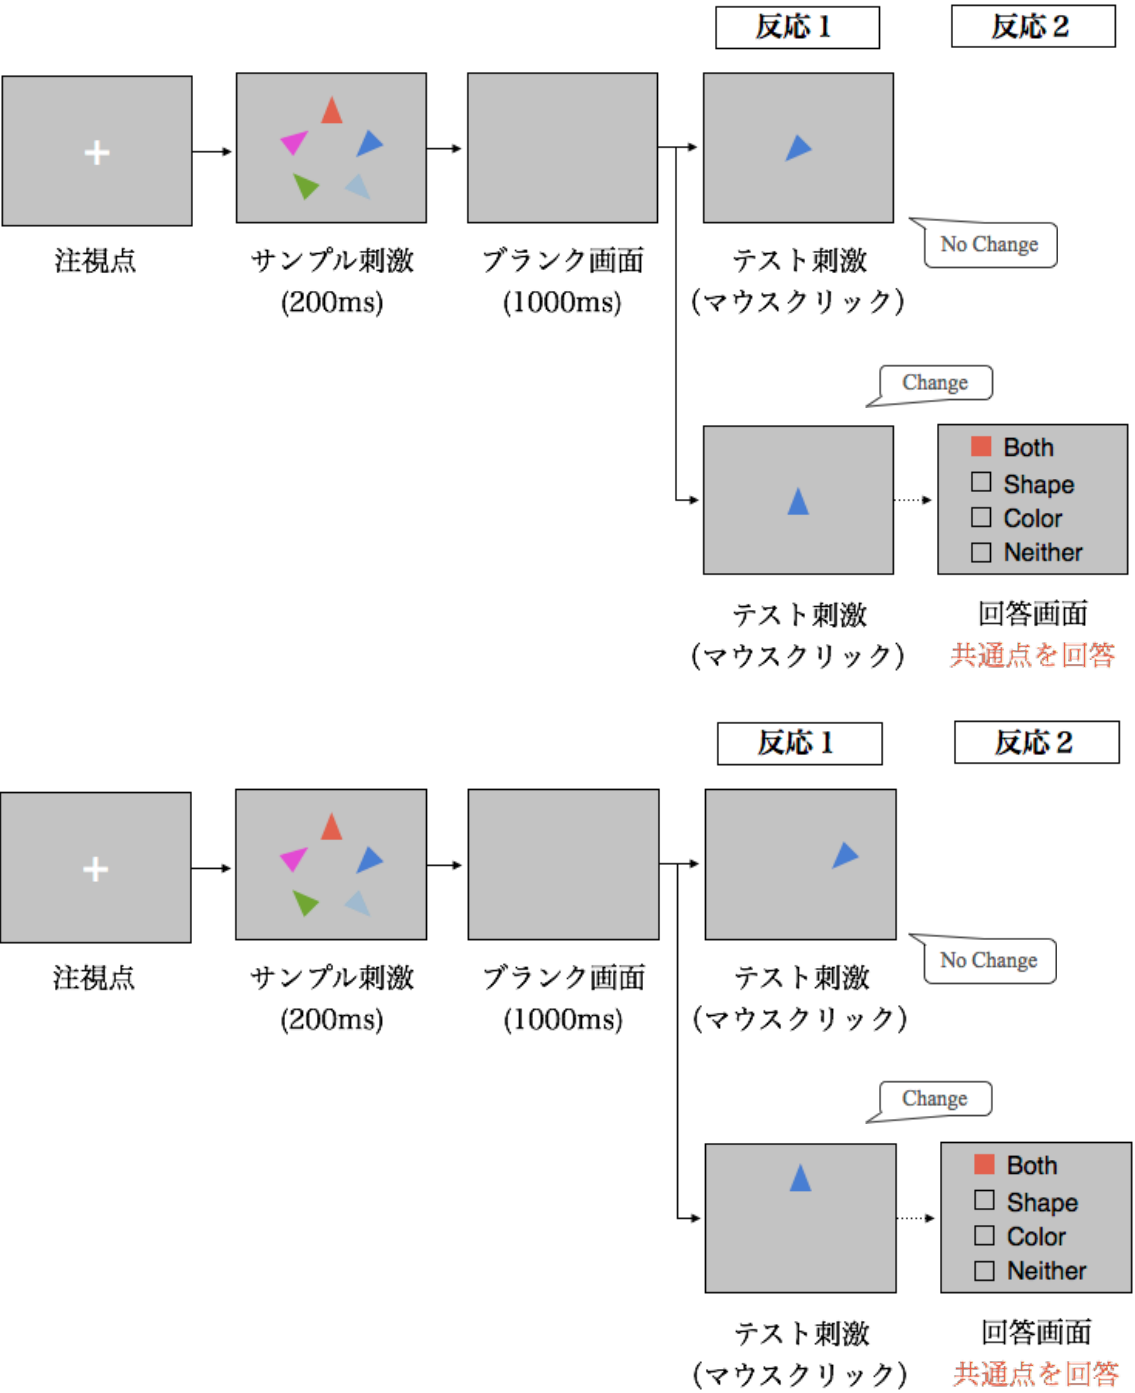 反応1
反応2
注視点
サンプル刺激
(200ms)
ブランク画面
(1000ms)
テスト刺激
(マウスクリック)
No Change
Change
Both
Shape
Color
Neither
テスト刺激
(マウスクリック)
回答画面
共通点を回答
反応1
反応2
注視点
サンプル刺激
(200ms)
ブランク画面
(1000ms)
テスト刺激
(マウスクリック)
No Change
Change
Both
Shape
Color
Neither
テスト刺激
(マウスクリック)
回答画面
共通点を回答